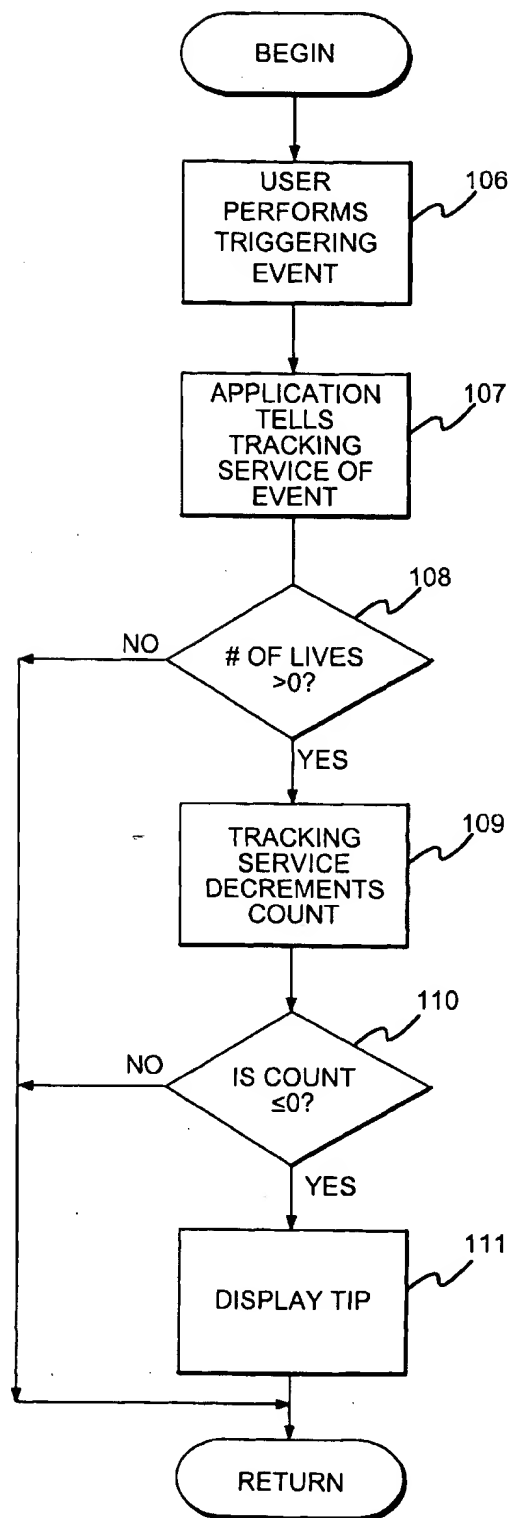 BEGIN
USER
PERFORMS
TRIGGERING
EVENT
106
APPLICATION
TELLS
TRACKING
SERVICE OF
EVENT
107
108
NO
# OF LIVES
>0?
YES
TRACKING
SERVICE
DECREMENTS
COUNT
109
110
NO
IS COUNT
≤0?
YES
111
DISPLAY TIP
RETURN